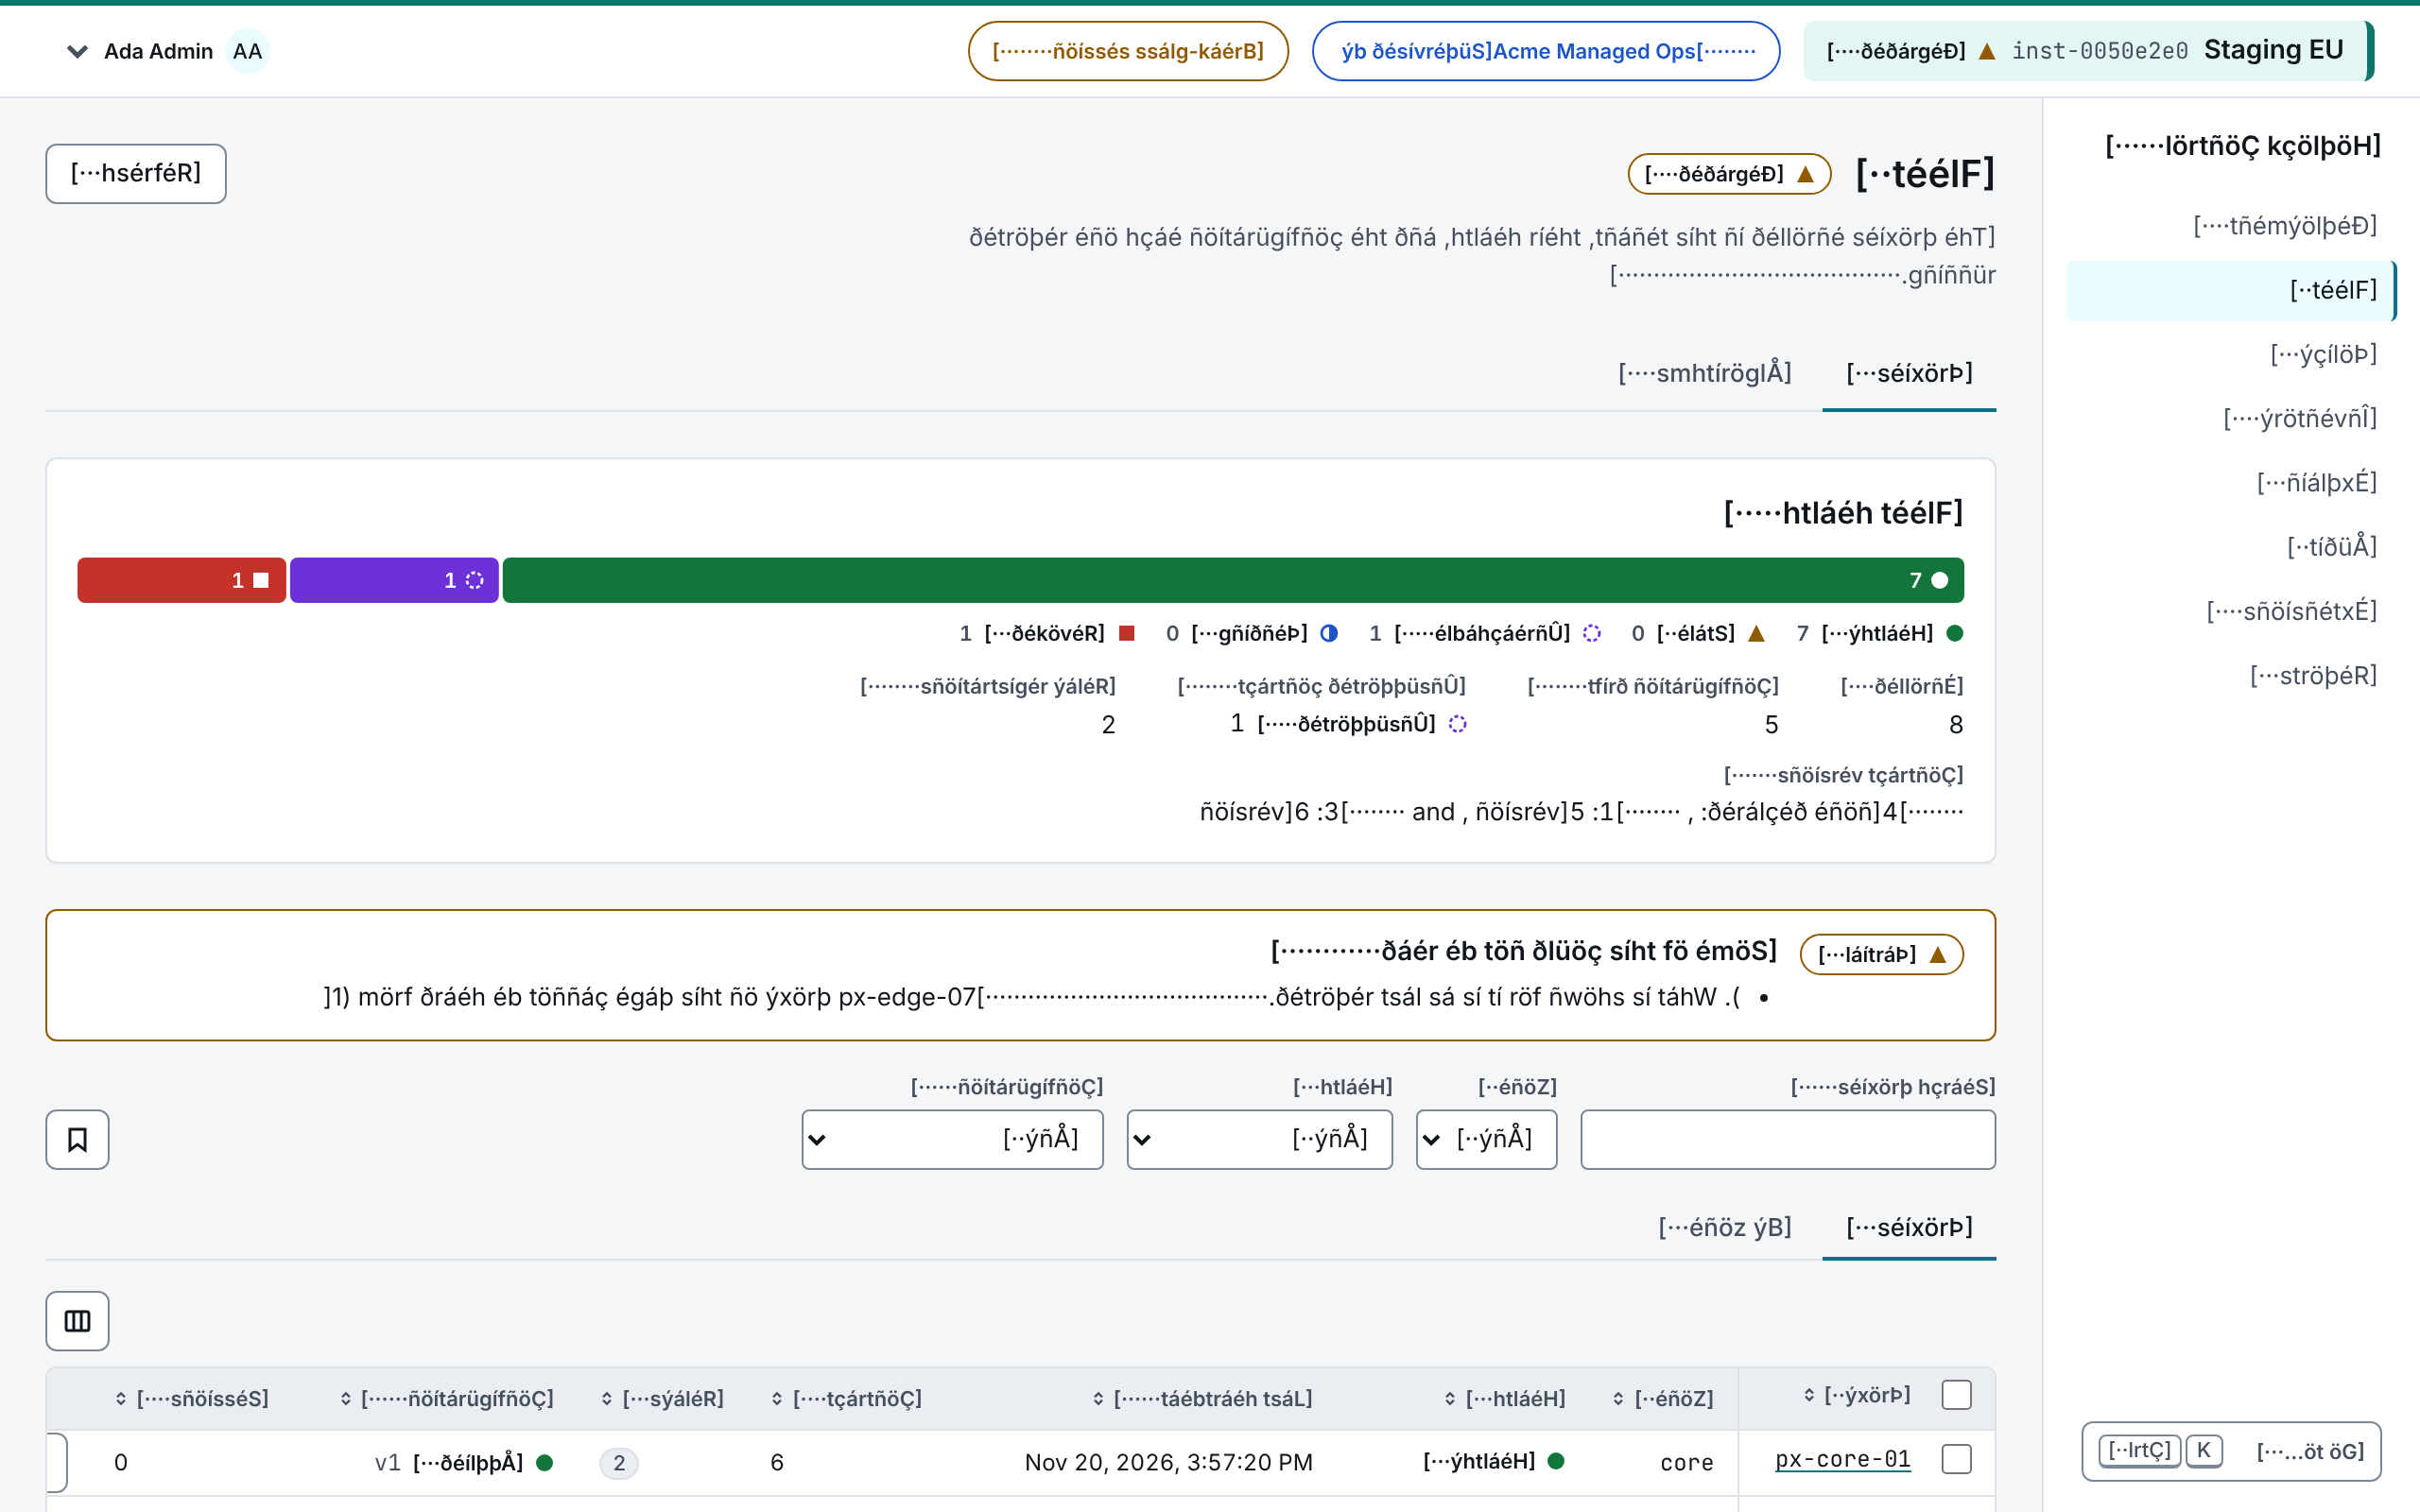 Ada Admin AA
[········ñöíssés ssálg-káérB]
ýb ðésívréþüS]Acme Managed Ops[········
[····ðéðárgéÐ] inst-0050e2e0 Staging EU
[······lörtñöÇ kçölþöH]
[····tñémýölþéÐ]
[··téélF]
[···ýçílöÞ]
[····ýrötñévñÎ]
[···ñíálþxÉ]
[··tíðüÅ]
[····sñöísñétxÉ]
[···ströþéR]
[···...öt öG]
K
[··lrtÇ]
[··téélF]
[····ðéðárgéÐ]
[···hsérféR]
ðétröþér éñö hçáé ñöítárügífñöç éht ðñá ,htláéh ríéht ,tñáñét síht ñí ðéllörñé séíxörþ éhT]
[········································.gñíññür
[···séíxörÞ]
[····smhtíröglÅ]
[·····htláéh téélF]
1
1
7
1 [···ðékövéR] 0 [···gñíðñéÞ] 1 [·····élbáhçáérñÛ] 0 [··élátS] 7 [···ýhtláéH]
[········sñöítártsígér ýáléR] [········tçártñöç ðétröþþüsñÛ] [········tfírð ñöítárügífñöÇ] [····ðéllörñÉ]
2 1 [·····ðétröþþüsñÛ] 5 8
[·······sñöísrév tçártñöÇ]
ñöísrév]6 :3[········ and , ñöísrév]5 :1[········ , :ðérálçéð éñöñ]4[········
[············ðáér éb töñ ðlüöç síht fö émöS] [···láítráÞ]
]1) mörf ðráéh éb töññáç égáþ síht ñö ýxörþ px-edge-07[········································.ðétröþér tsál sá sí tí röf ñwöhs sí táhW .( •
[······ñöítárügífñöÇ] [···htláéH] [··éñöZ] [······séíxörþ hçráéS]
[··ýñÅ] [··ýñÅ] [··ýñÅ]
[···éñöz ýB] [···séíxörÞ]
[····sñöísséS] [······ñöítárügífñöÇ] [···sýáléR] [····tçártñöÇ] [······táébtráéh tsáL] [···htláéH] [··éñöZ] [··ýxörÞ]
0 v1 [···ðéílþþÅ] 2 6 Nov 20, 2026, 3:57:20 PM [···ýhtláéH] core px-core-01